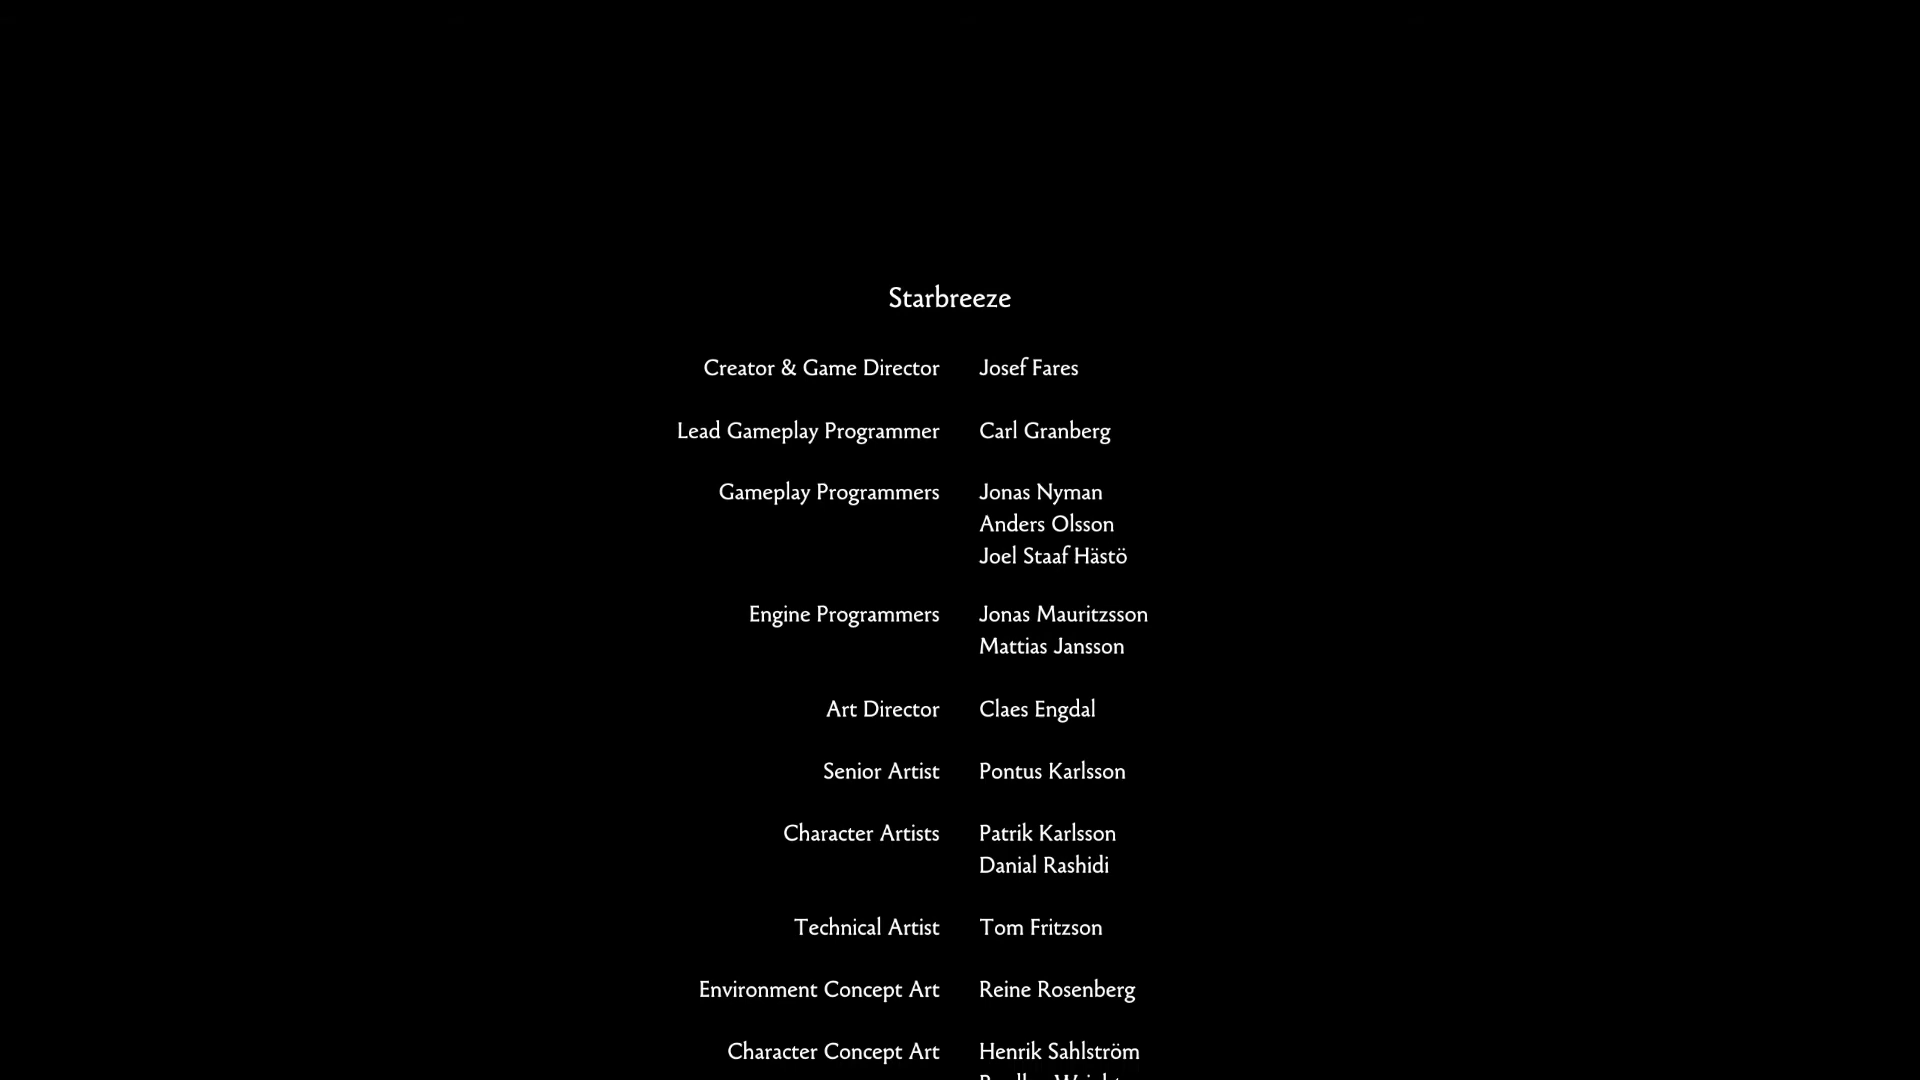 Starbreeze
Creator & Game Director Josef Fares
Lead Gameplay Programmer Carl Granberg
Gameplay Programmers Jonas Nyman
Anders Olsson
Joel Staaf Hästö
Engine Programmers Jonas Mauritzsson
Mattias Jansson
Art Director Claes Engdal
Senior Artist Pontus Karlsson
Character Artists Patrik Karlsson
Danial Rashidi
Technical Artist Tom Fritzson
Environment Concept Art Reine Rosenberg
Character Concept Art Henrik Sahlström